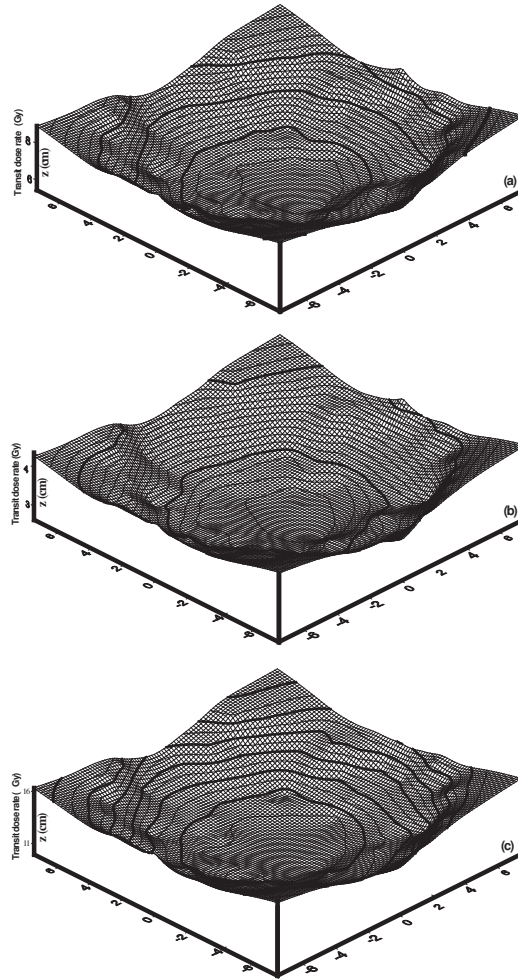 Transit dose rate (Gy)
z (cm)
8
6
(a)
6 4 2 0 -2 -4 -6
-6 -4 -2 0 2 4 6
Transit dose rate (Gy)
z (cm)
4
3
(b)
6 4 2 0 -2 -4 -6
-6 -4 -2 0 2 4 6
Transit dose rate ( Gy)
z (cm)
16
11
(c)
6 4 2 0 -2 -4 -6
-6 -4 -2 0 2 4 6